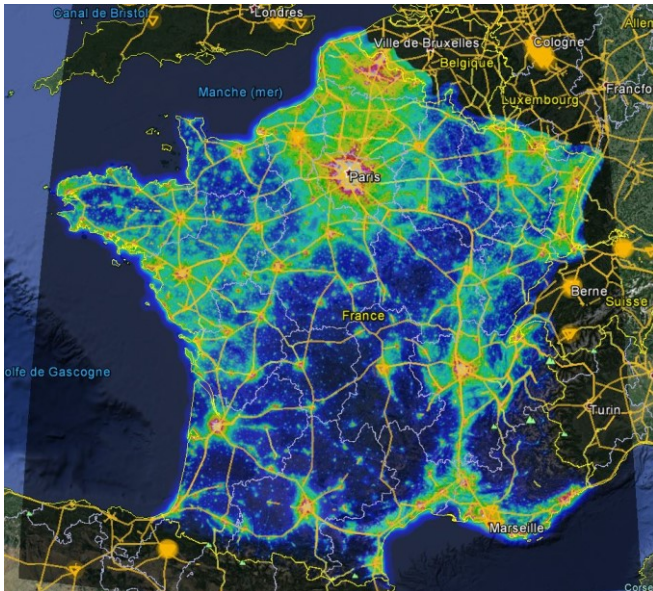 Canal de Bristol
Londres
Allen
Ville de Bruxelles
Cologne
Belgique
Manche (mer)
Francfo
Luxembourg
Paris
Berne
Suisse
France
olfe de Gascogne
Turin
Marseille
Corse